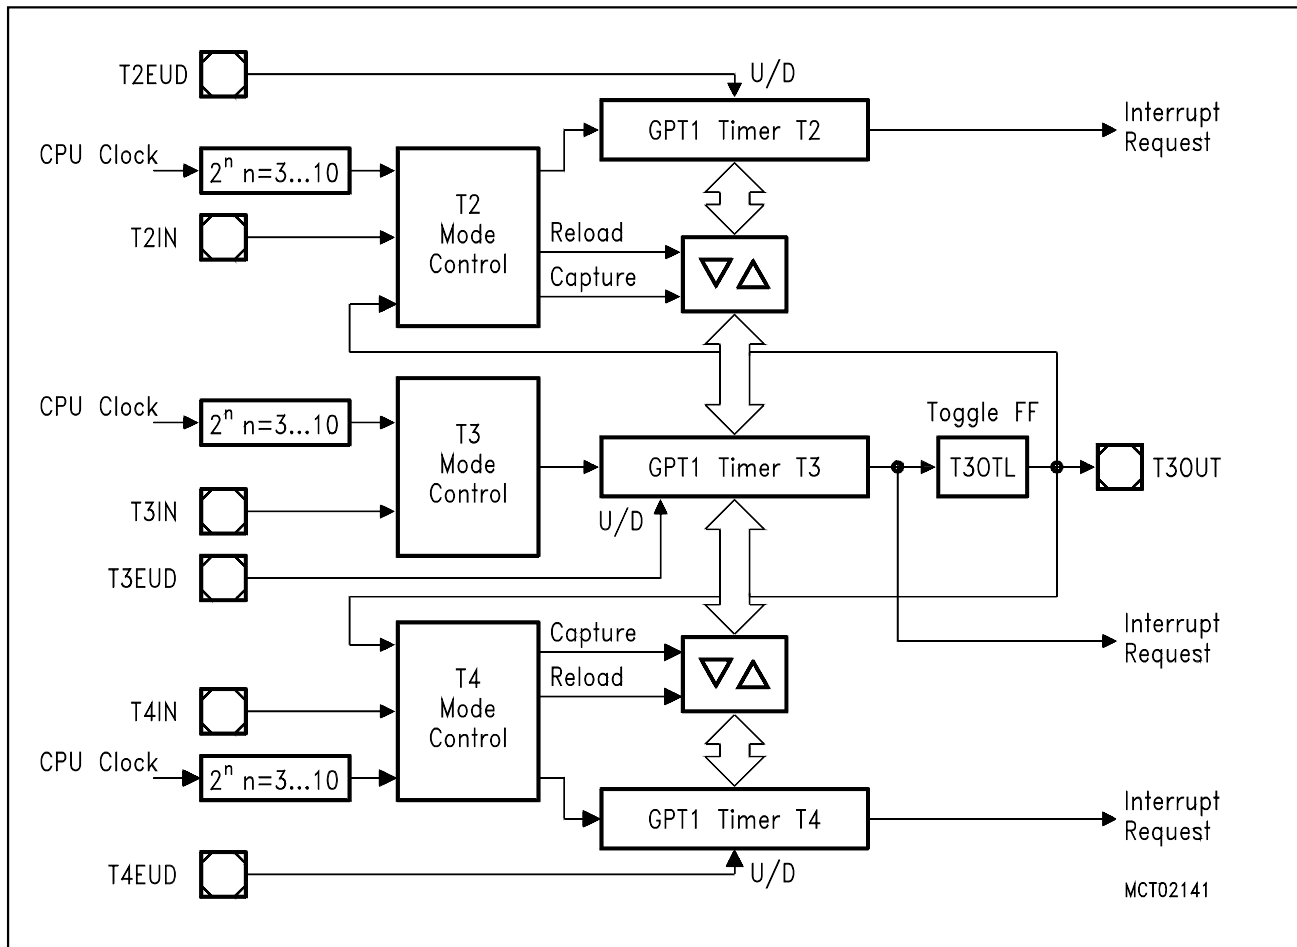 T2EUD
U/D
GPT1 Timer T2
Interrupt
Request
CPU Clock
2ⁿ n=3...10
T2
Mode
Control
T2IN
Reload
Capture
CPU Clock
2ⁿ n=3...10
T3
Mode
Control
Toggle FF
GPT1 Timer T3
T3OTL
T3OUT
T3IN
U/D
T3EUD
Interrupt
Request
Capture
Reload
T4
Mode
Control
T4IN
CPU Clock
2ⁿ n=3...10
GPT1 Timer T4
Interrupt
Request
T4EUD
U/D
MCT02141